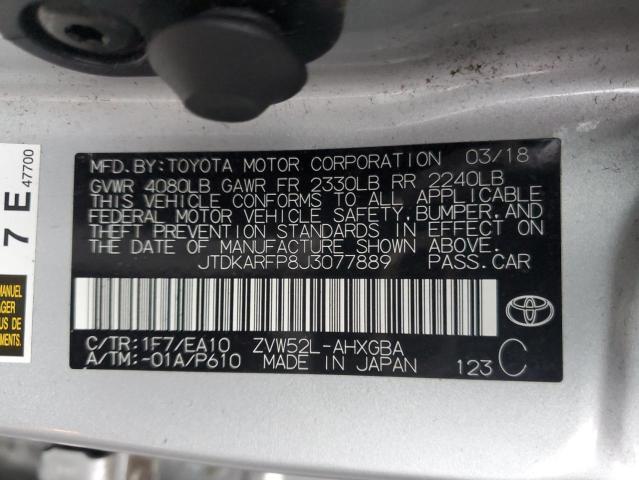 MFD.BY:TOYOTA MOTOR CORPORATION 03/18
GVWR 4080LB GAWR FR 2330LB RR 2240LB
THIS VEHICLE CONFORMS TO ALL APPLICABLE
FEDERAL MOTOR VEHICLE SAFETY,BUMPER,AND
THEFT PREVENTION STANDARDS IN EFFECT ON
THE DATE OF MANUFACTURE SHOWN ABOVE.
JTDKARFP8J3077889 PASS.CAR
C/TR:1F7/EA10 ZVW52L-AHXGBA
A/TM:-01A/P610 MADE IN JAPAN 123 C
7 E 47700
MANUEL
US DE